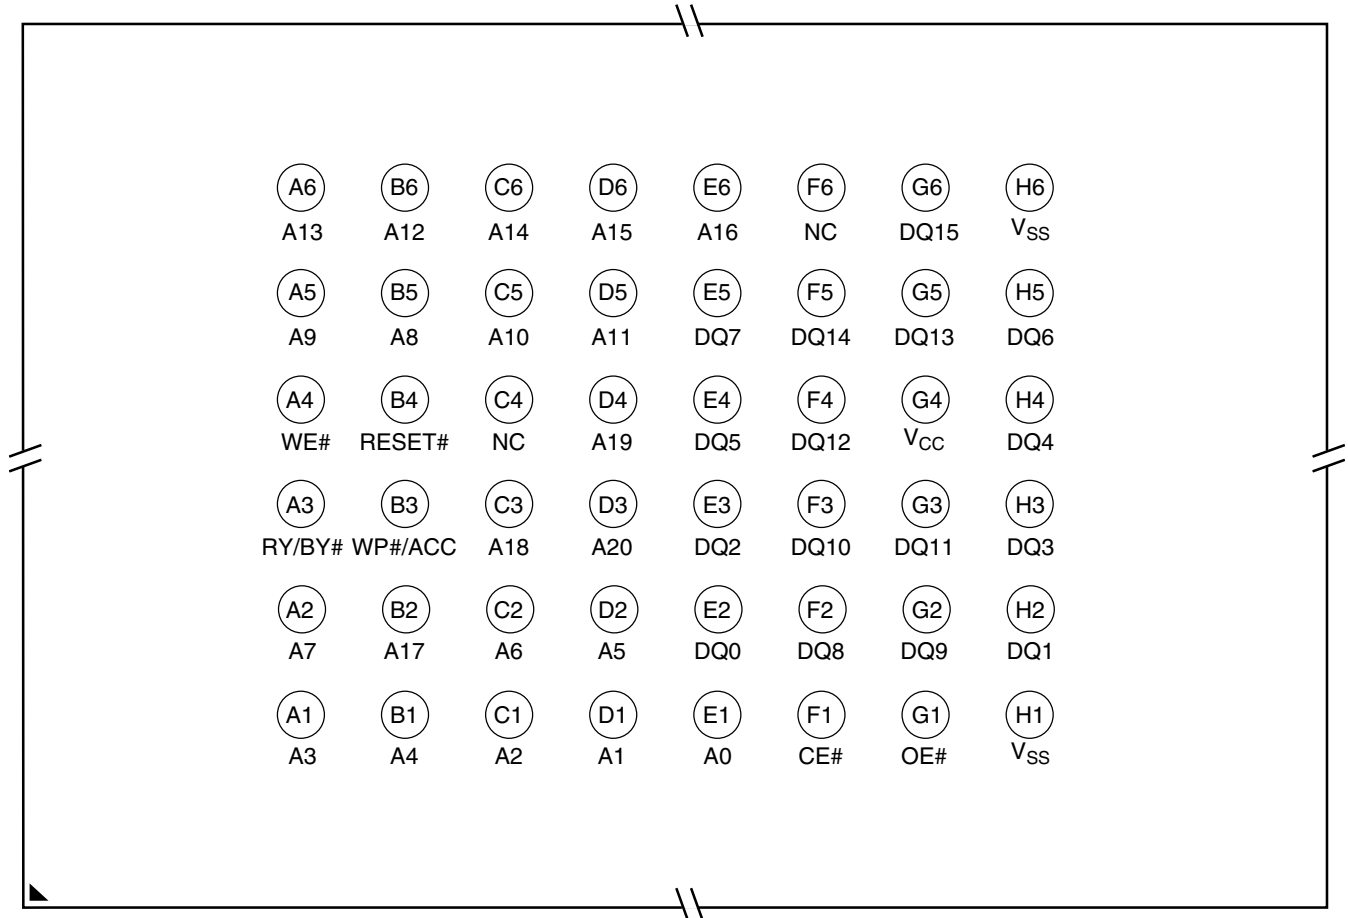 A6 B6 C6 D6 E6 F6 G6 H6
A13 A12 A14 A15 A16 NC DQ15 VSS
A5 B5 C5 D5 E5 F5 G5 H5
A9 A8 A10 A11 DQ7 DQ14 DQ13 DQ6
A4 B4 C4 D4 E4 F4 G4 H4
WE# RESET# NC A19 DQ5 DQ12 VCC DQ4
A3 B3 C3 D3 E3 F3 G3 H3
RY/BY# WP#/ACC A18 A20 DQ2 DQ10 DQ11 DQ3
A2 B2 C2 D2 E2 F2 G2 H2
A7 A17 A6 A5 DQ0 DQ8 DQ9 DQ1
A1 B1 C1 D1 E1 F1 G1 H1
A3 A4 A2 A1 A0 CE# OE# VSS